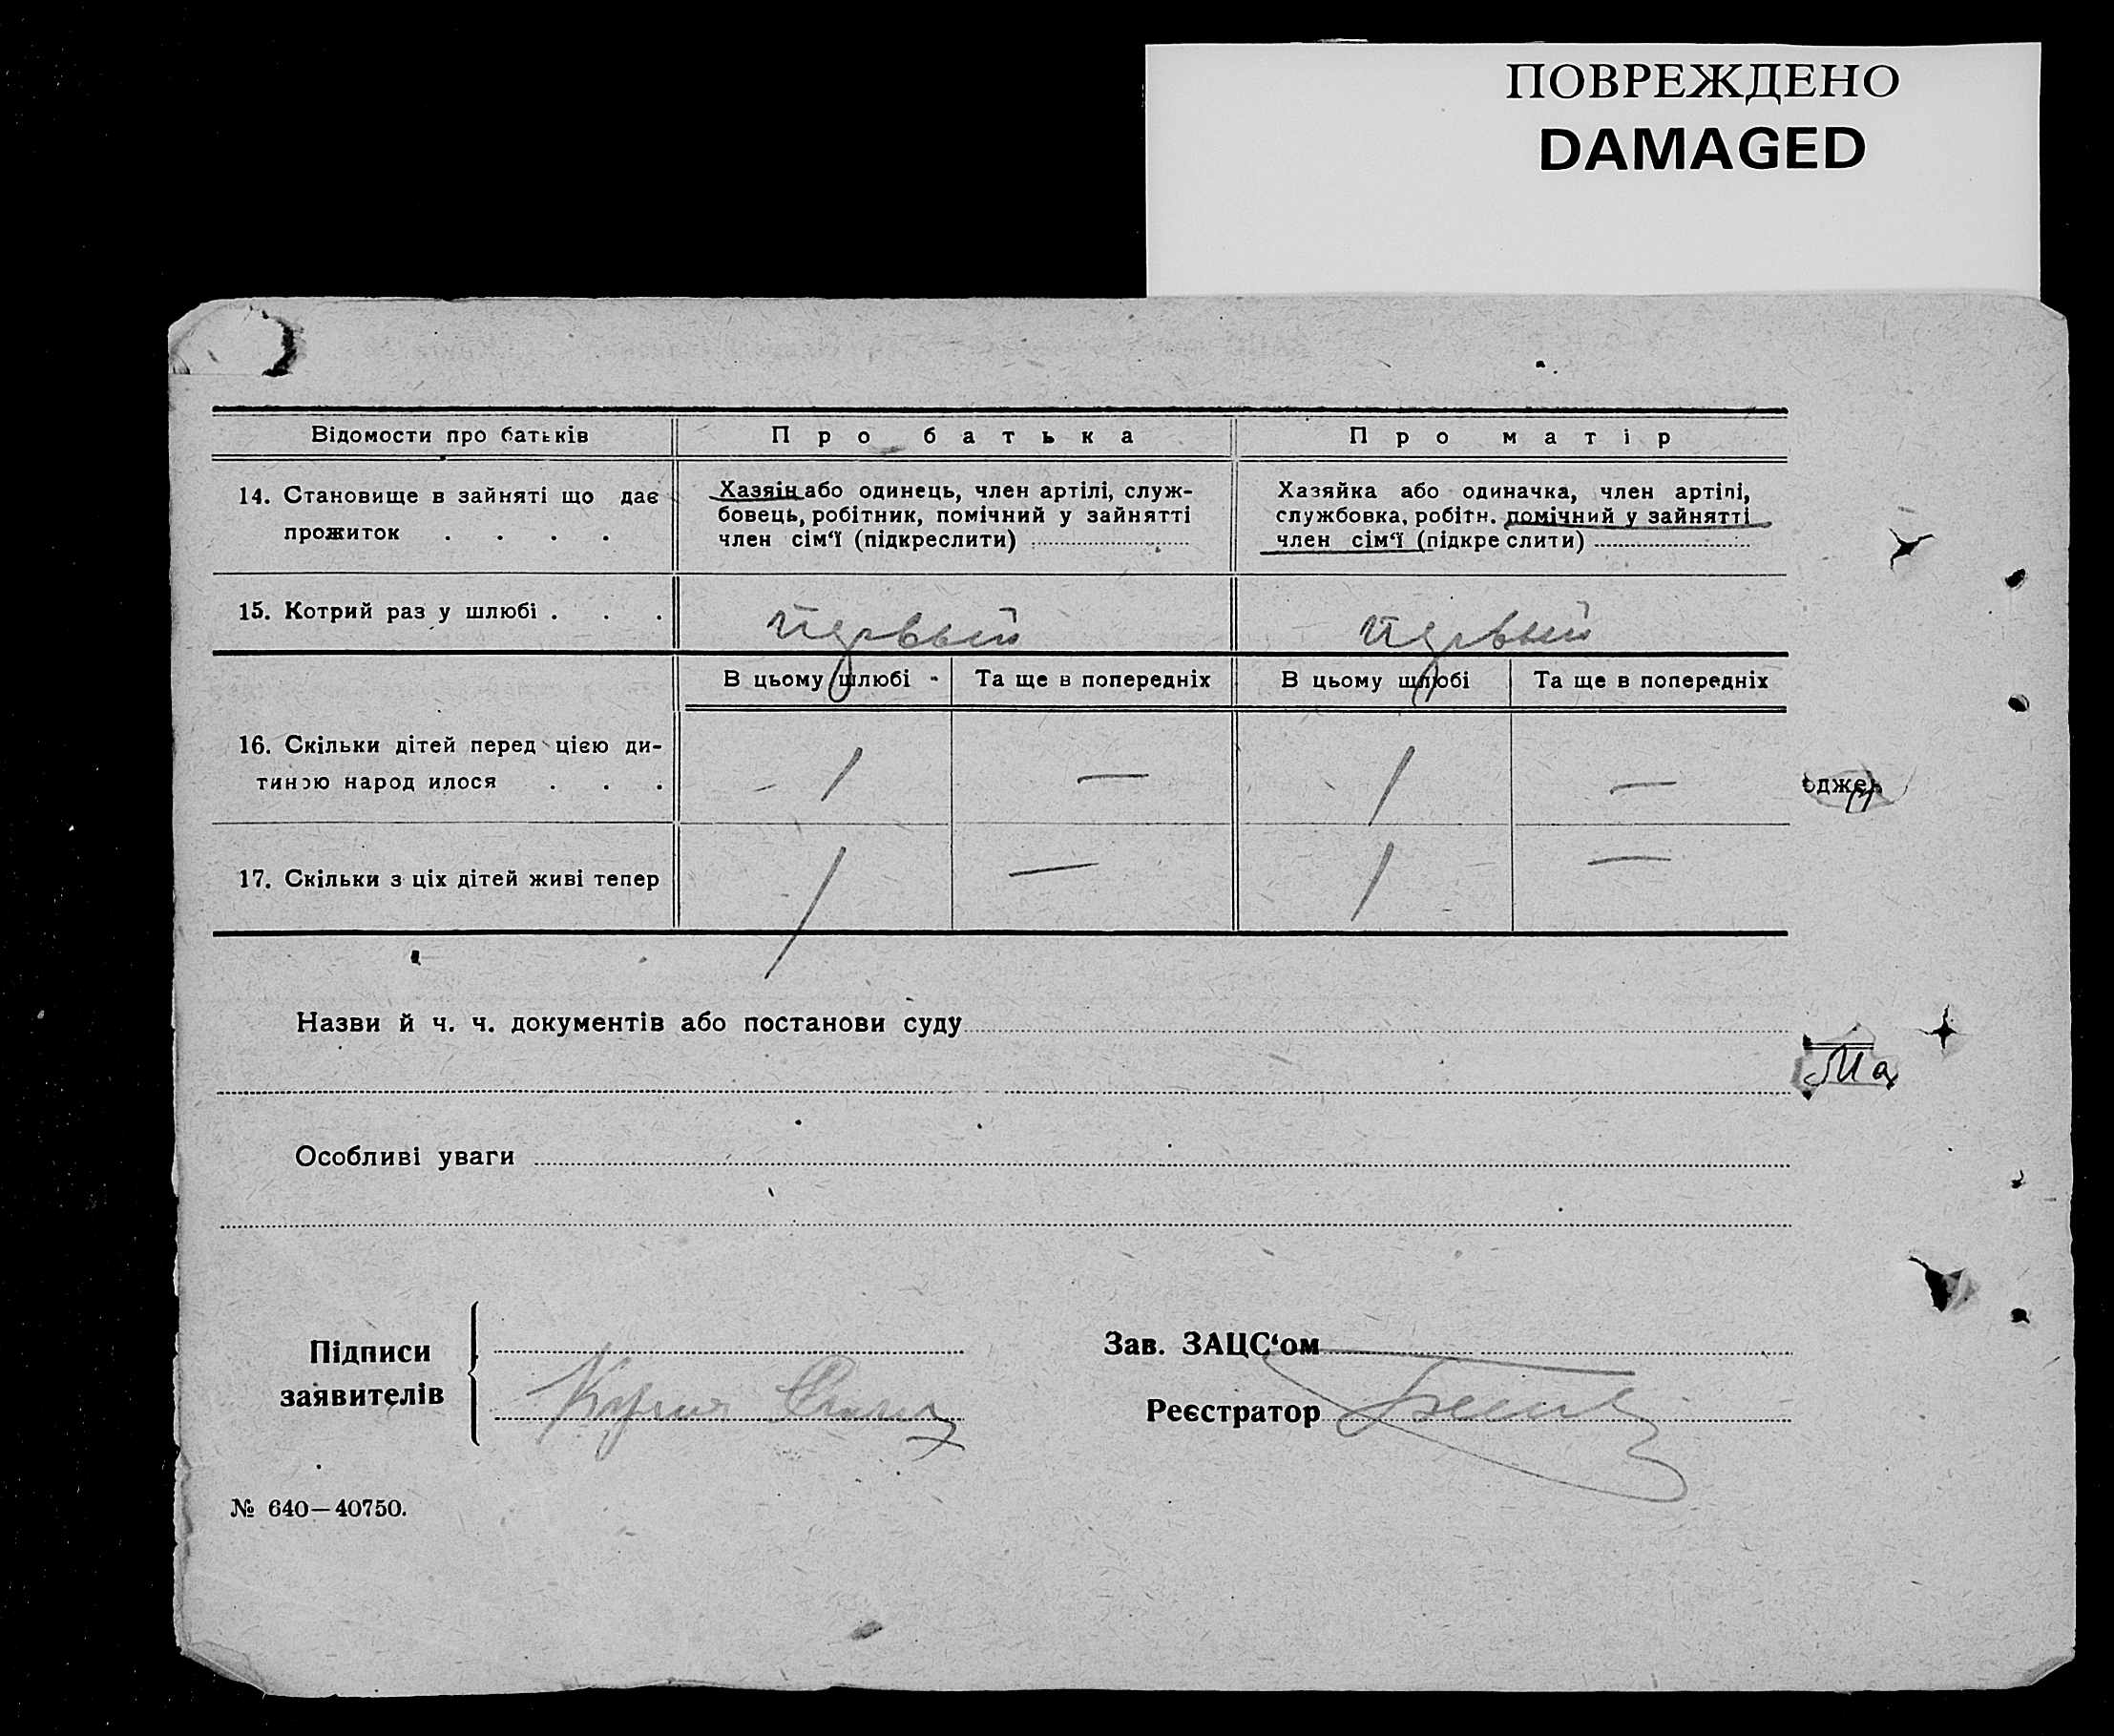 ПОВРЕЖДЕНО
DAMAGED
Відомости про батьків
Про батька
Про матір
14. Становище в зайняті що дає
прожиток . . . .
Хазяін або одинець, член артілі, служ-
бовець, робітник, помічний у зайнятті
член сім‘ї (підкреслити)
Хазяйка або одиначка, член артілі,
службовка, робітн. помічний у зайнятті
член сім‘ї (підкреслити)
15. Котрий раз у шлюбі . . .
Первый
Первый
В цьому шлюбі
Та ще в попередніх
В цьому шлюбі
Та ще в попередніх
16. Скільки дітей перед цією ди-
тиною народилося . . .
1
—
1
—
оджен
17. Скільки з ціх дітей живі тепер
1
—
1
—
Назви й ч. ч. документів або постанови суду
Ма
Особливі уваги
Підписи
заявителів
Зав. ЗАЦС‘ом
Реєстратор
№ 640—40750.